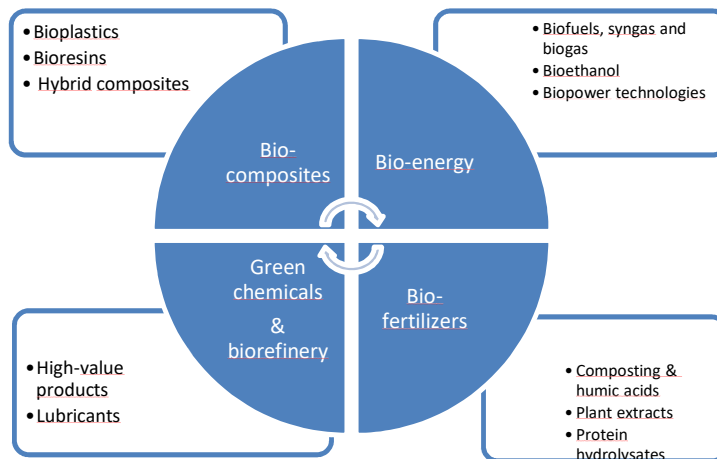 • Bioplastics
• Bioresins
• Hybrid composites
• Biofuels, syngas and
biogas
• Bioethanol
• Biopower technologies
Bio-
composites
Bio-energy
Green
chemicals
&
biorefinery
Bio-
fertilizers
• High-value
products
• Lubricants
• Composting &
humic acids
• Plant extracts
• Protein
hydrolysates